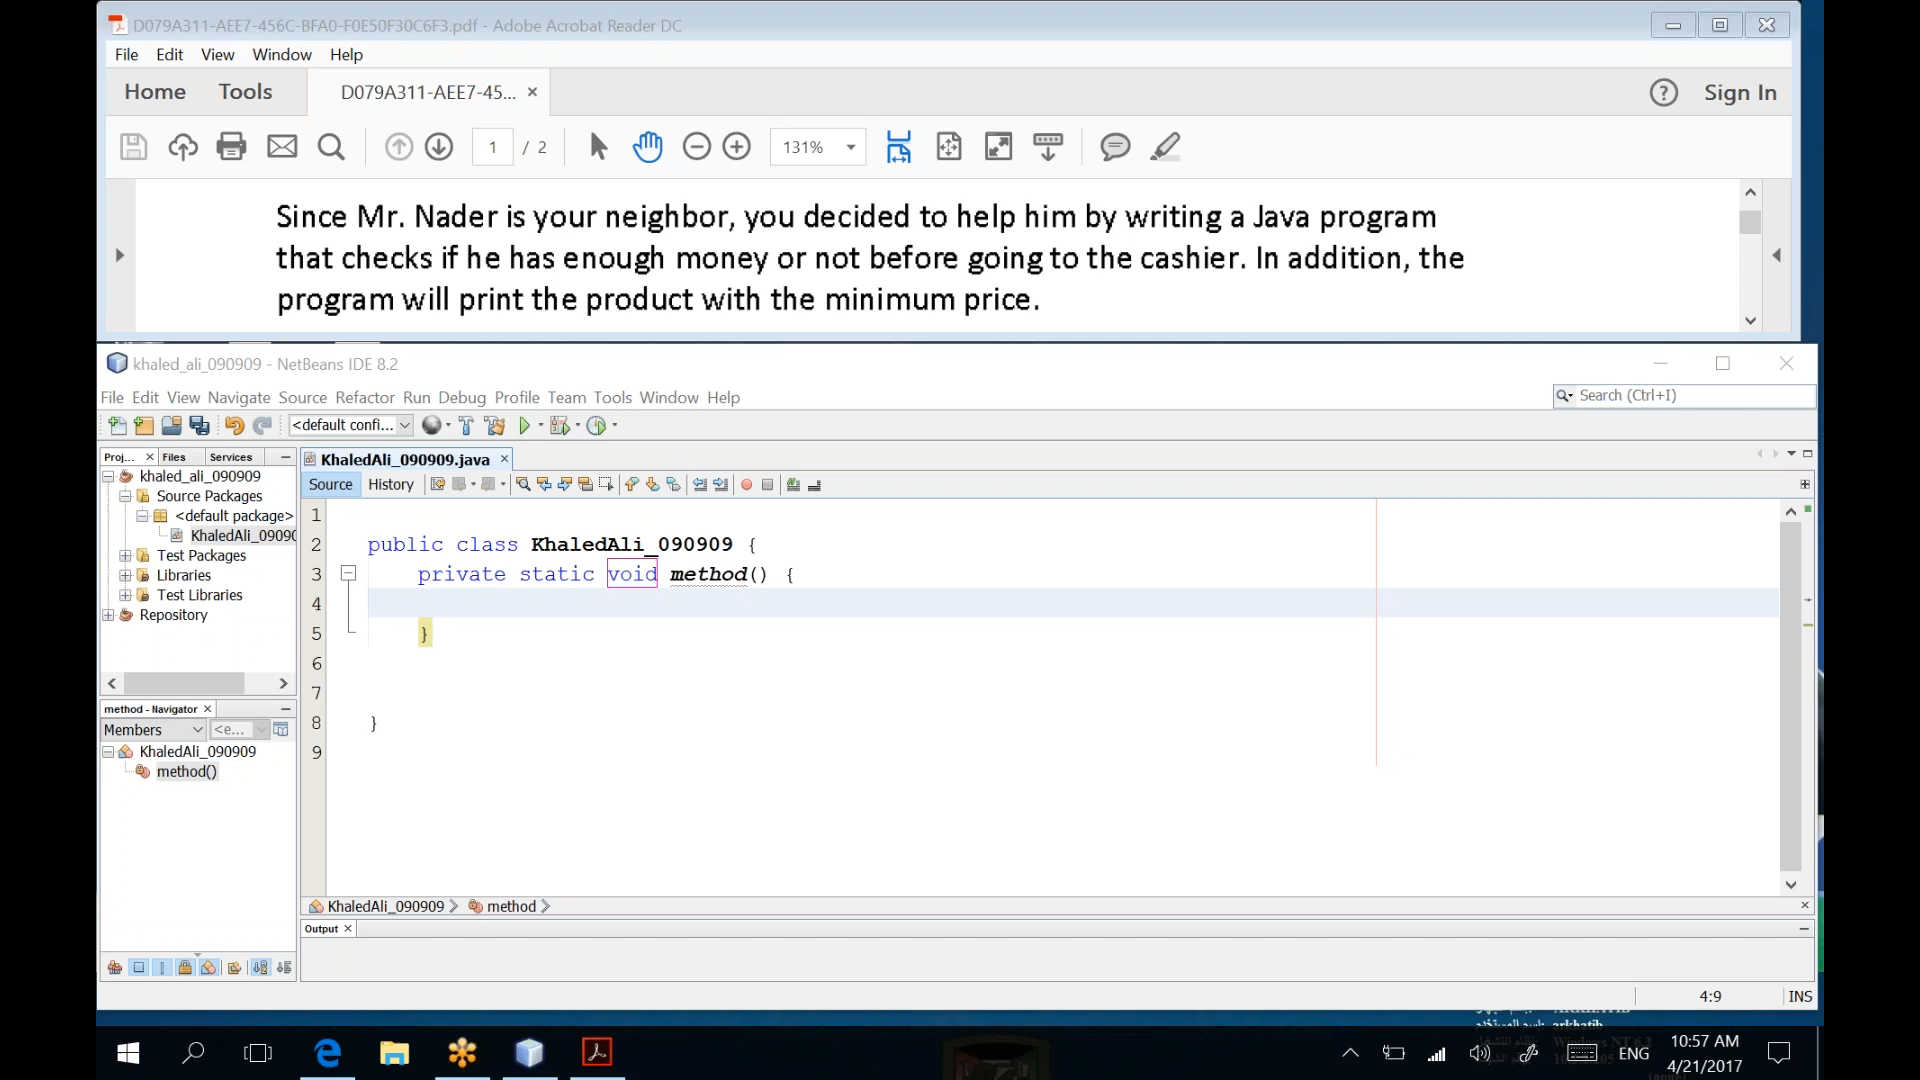 D079A311-AEE7-456C-BFA0-F0E50F30C6F3.pdf - Adobe Acrobat Reader DC
File Edit View Window Help
Home Tools D079A311-AEE7-45... × ? Sign In
1 / 2 131%
Since Mr. Nader is your neighbor, you decided to help him by writing a Java program
that checks if he has enough money or not before going to the cashier. In addition, the
program will print the product with the minimum price.
khaled_ali_090909 - NetBeans IDE 8.2
File Edit View Navigate Source Refactor Run Debug Profile Team Tools Window Help
Search (Ctrl+I)
<default confi...
Proj... × Files Services
KhaledAli_090909.java ×
Source History
khaled_ali_090909
Source Packages
<default package>
KhaledAli_09090
Test Packages
Libraries
Test Libraries
Repository
1
2 public class KhaledAli_090909 {
3 private static void method() {
4
5 }
6
7
8 }
9
method - Navigator ×
Members <e...
KhaledAli_090909
method()
KhaledAli_090909 method
Output ×
4:9 INS
ARKHATIB
arkhatib
Windows NT 6.2
ENG
10:57 AM
4/21/2017